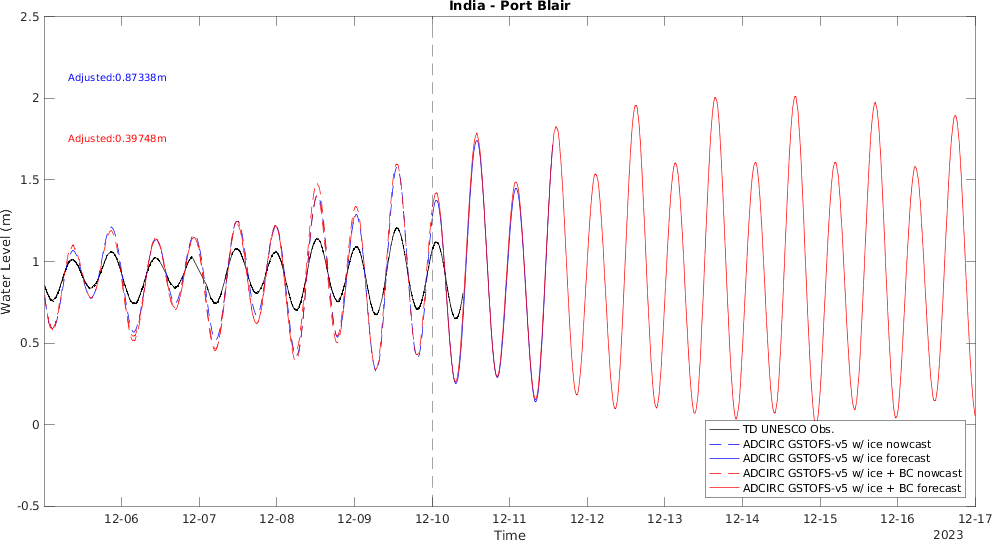 India - Port Blair
2.5
Adjusted:0.87338m
2
Adjusted:0.39748m
1.5
1
Water Level (m)
0.5
0
-0.5
TD UNESCO Obs.
ADCIRC GSTOFS-v5 w/ ice nowcast
ADCIRC GSTOFS-v5 w/ ice forecast
ADCIRC GSTOFS-v5 w/ ice + BC nowcast
ADCIRC GSTOFS-v5 w/ ice + BC forecast
12-06 12-07 12-08 12-09 12-10 12-11 12-12 12-13 12-14 12-15 12-16 12-17
Time
2023